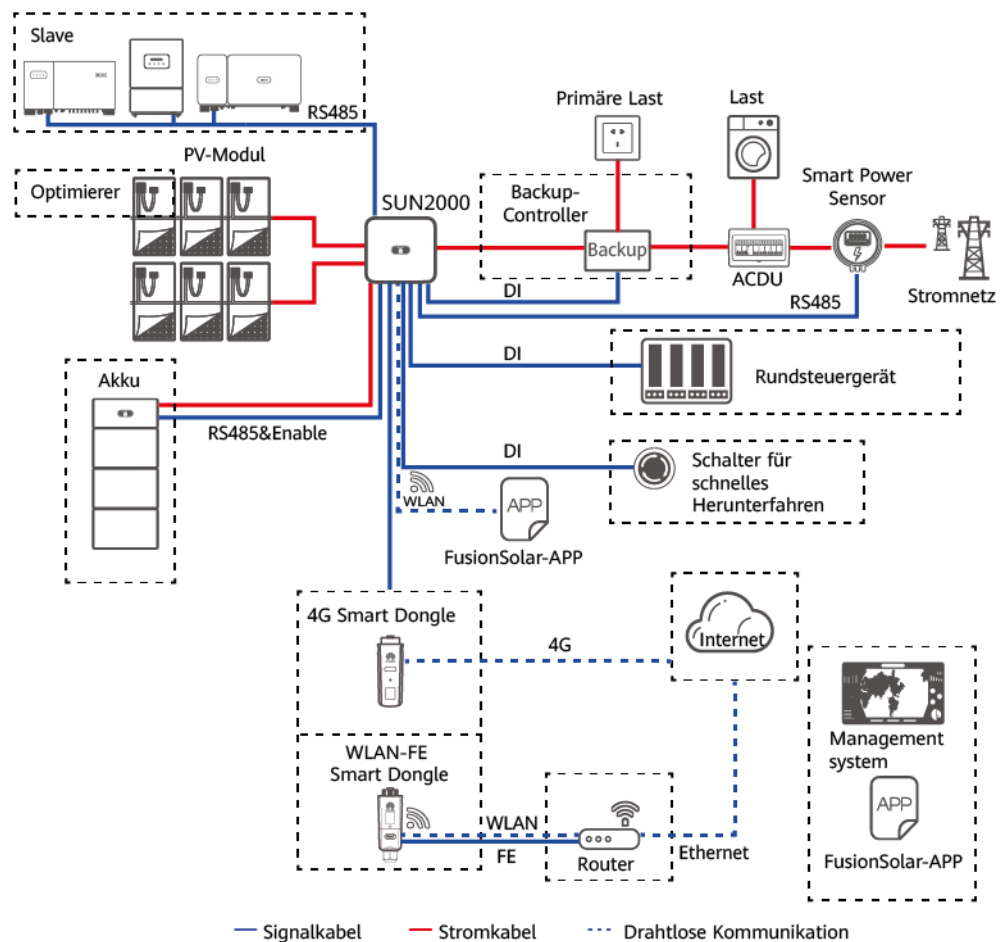 Slave
RS485
PV-Modul
Optimierer
SUN2000
Primäre Last
Last
Backup-
Controller
Backup
Smart Power
Sensor
ACDU
Stromnetz
DI
RS485
DI
Rundsteuergerät
Akku
RS485&Enable
DI
Schalter für
schnelles
Herunterfahren
WLAN
APP
FusionSolar-APP
4G Smart Dongle
4G
Internet
WLAN-FE
Smart Dongle
WLAN
FE
Router
Ethernet
Management
system
APP
FusionSolar-APP
Signalkabel
Stromkabel
Drahtlose Kommunikation